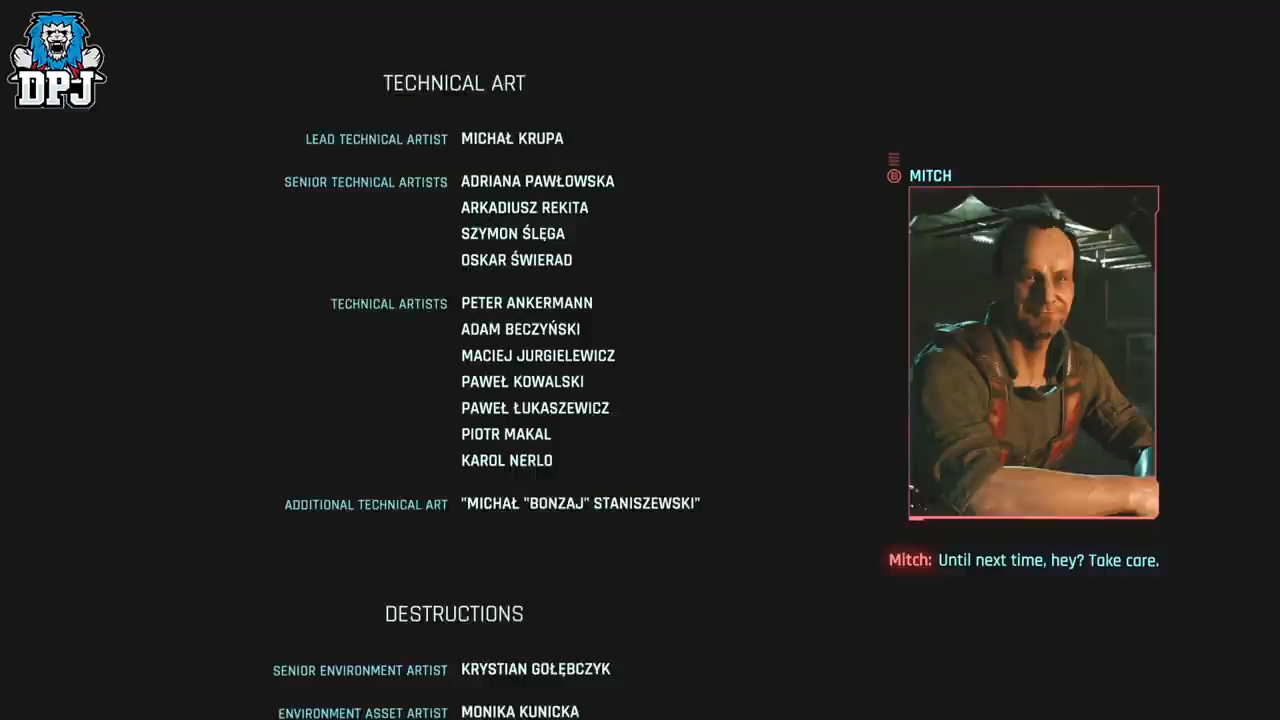 DPJ
TECHNICAL ART
LEAD TECHNICAL ARTIST MICHAŁ KRUPA
SENIOR TECHNICAL ARTISTS ADRIANA PAWŁOWSKA
ARKADIUSZ REKITA
SZYMON ŚLĘGA
OSKAR ŚWIERAD
TECHNICAL ARTISTS PETER ANKERMANN
ADAM BECZYŃSKI
MACIEJ JURGIELEWICZ
PAWEŁ KOWALSKI
PAWEŁ ŁUKASZEWICZ
PIOTR MAKAL
KAROL NERLO
ADDITIONAL TECHNICAL ART "MICHAŁ "BONZAJ" STANISZEWSKI"
DESTRUCTIONS
SENIOR ENVIRONMENT ARTIST KRYSTIAN GOŁĘBCZYK
ENVIRONMENT ASSET ARTIST MONIKA KUNICKA
MITCH
Mitch: Until next time, hey? Take care.